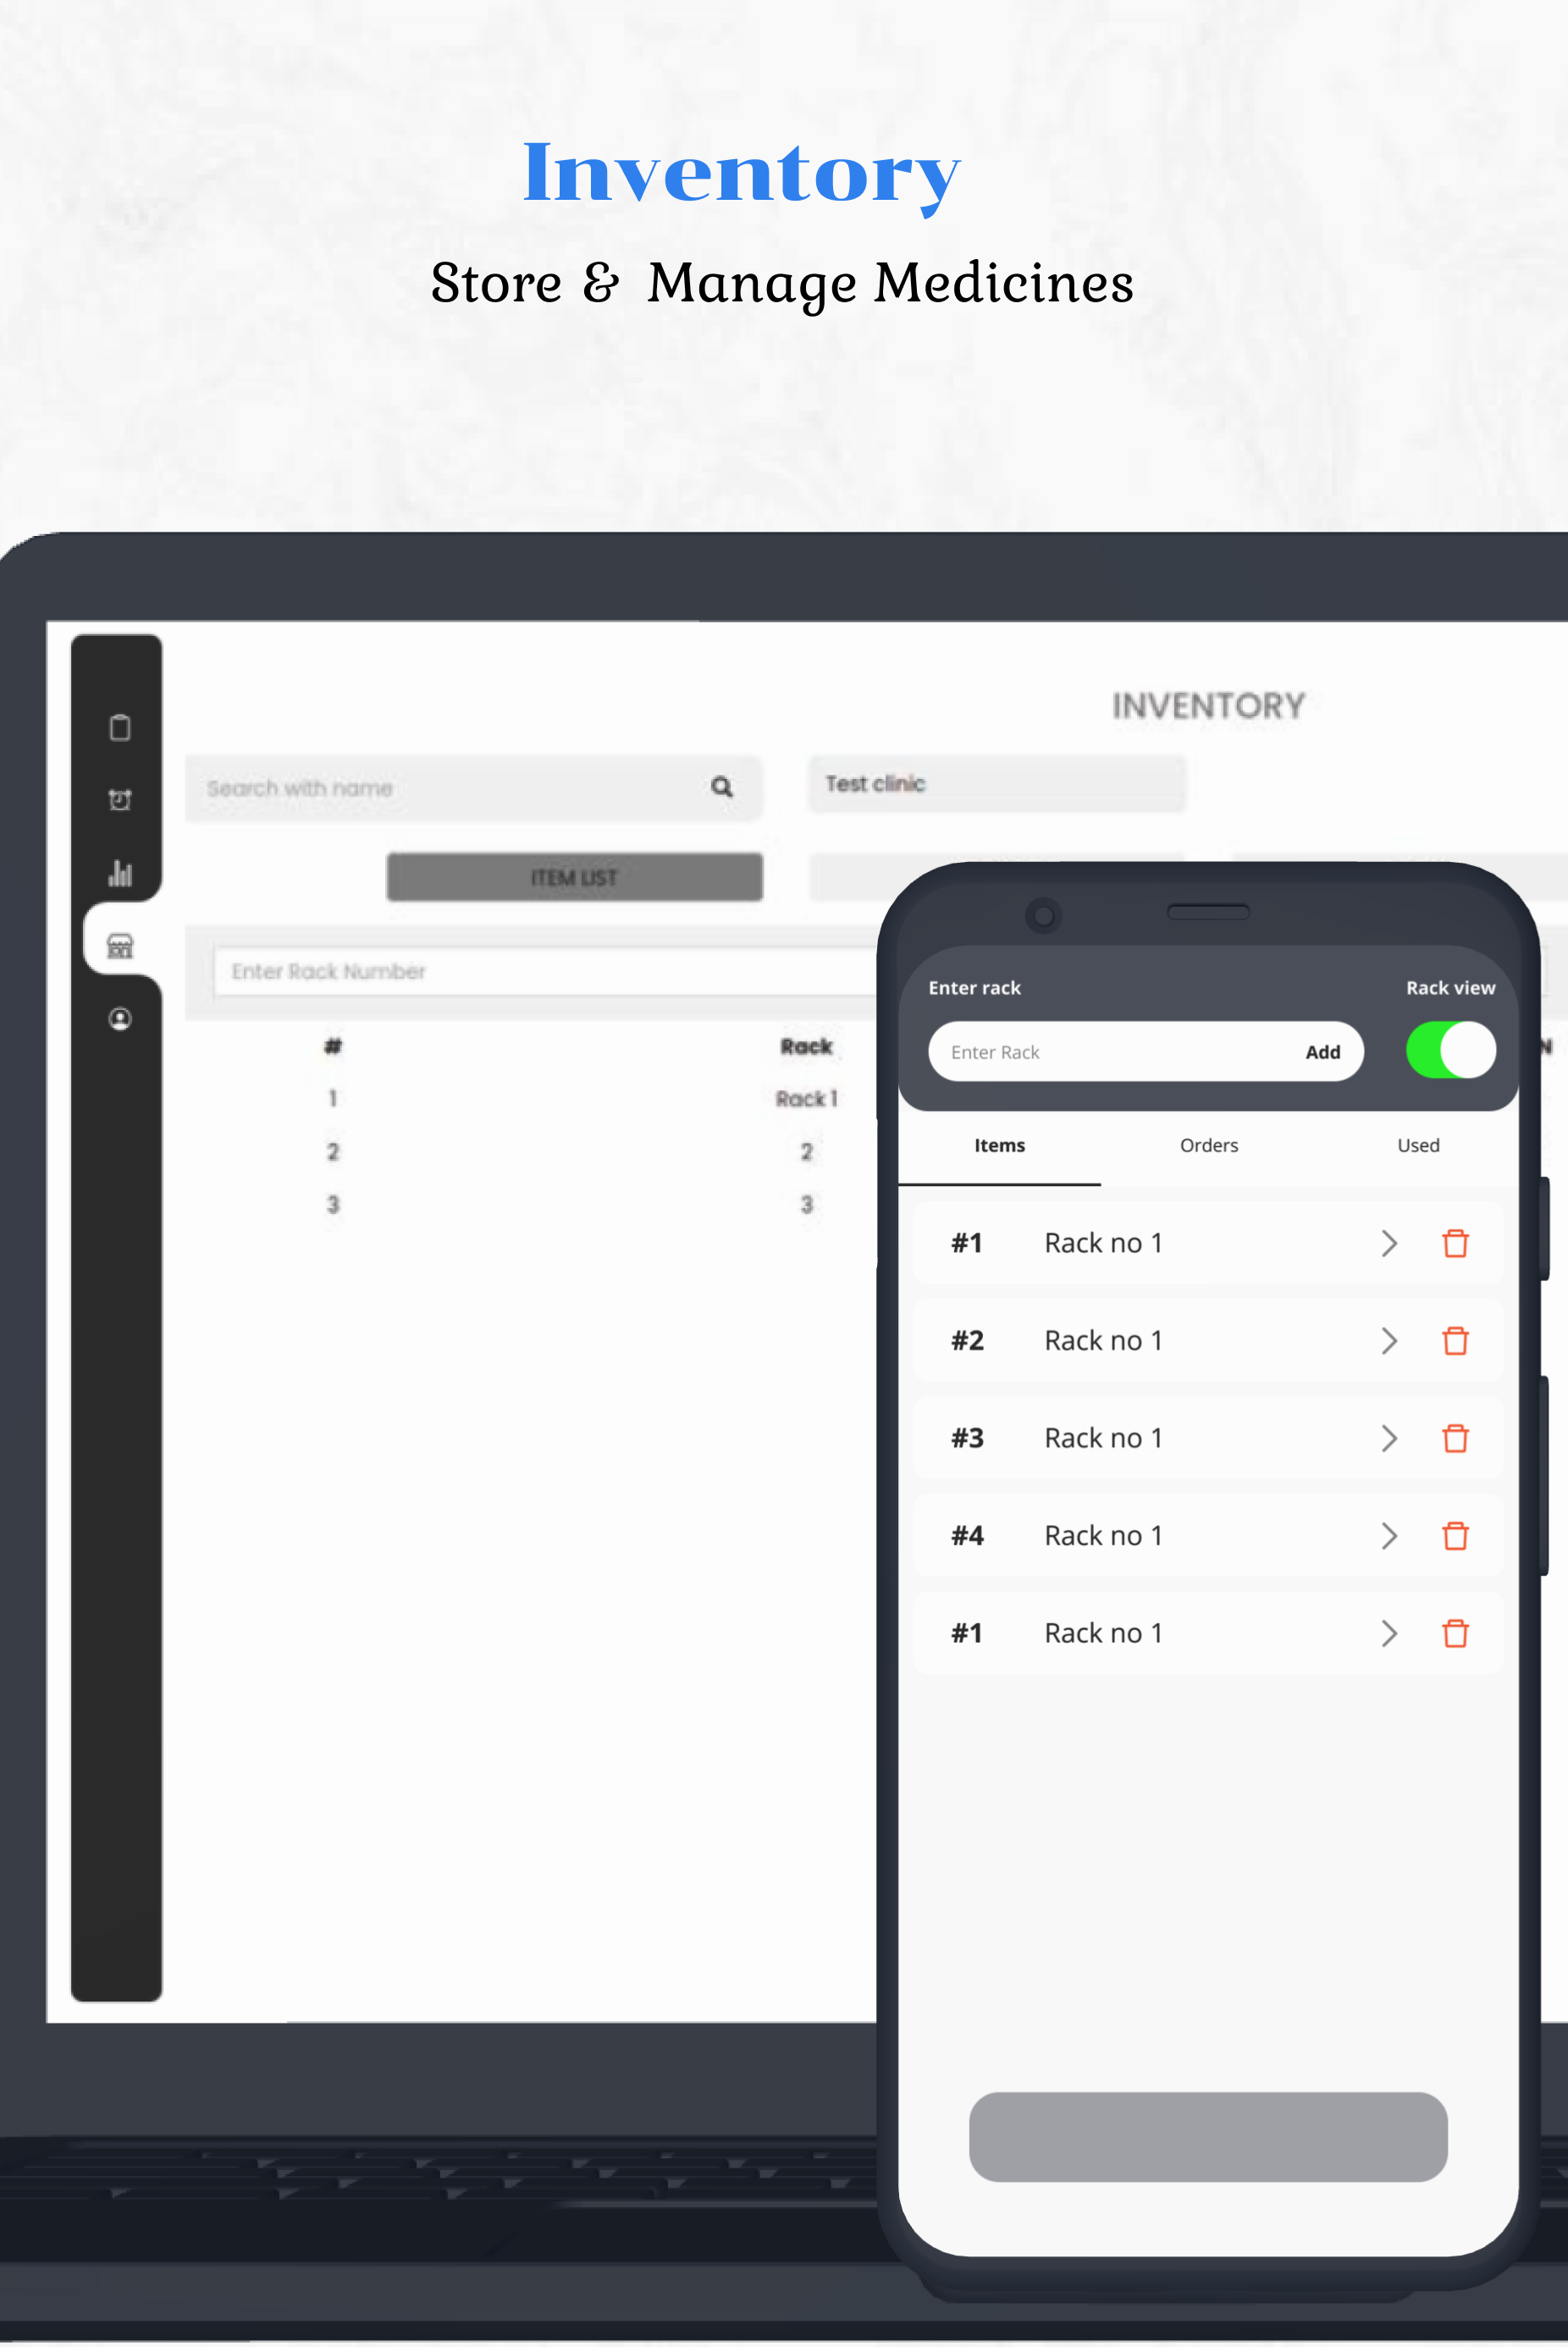 Inventory
Store & Manage Medicines
INVENTORY
Search with name
Test clinic
ITEM LIST
Enter Rack Number
# Rack N
1 Rack 1
2 2
3 3
Enter rack Rack view
Enter Rack Add
Items Orders Used
#1 Rack no 1
#2 Rack no 1
#3 Rack no 1
#4 Rack no 1
#1 Rack no 1